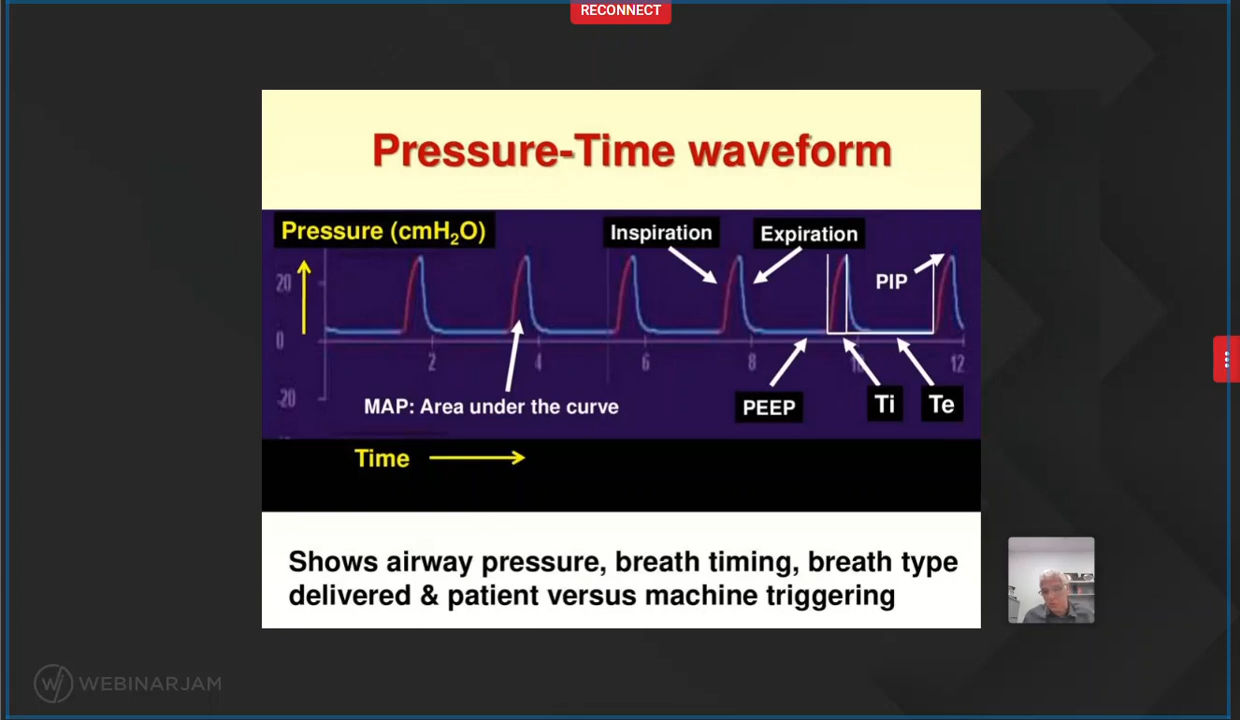 RECONNECT
Pressure-Time waveform
Pressure (cmH₂O)
Inspiration
Expiration
PIP
20
0
2
4
6
8
10
12
-20
MAP: Area under the curve
PEEP
Ti
Te
Time
Shows airway pressure, breath timing, breath type
delivered & patient versus machine triggering
WEBINARJAM